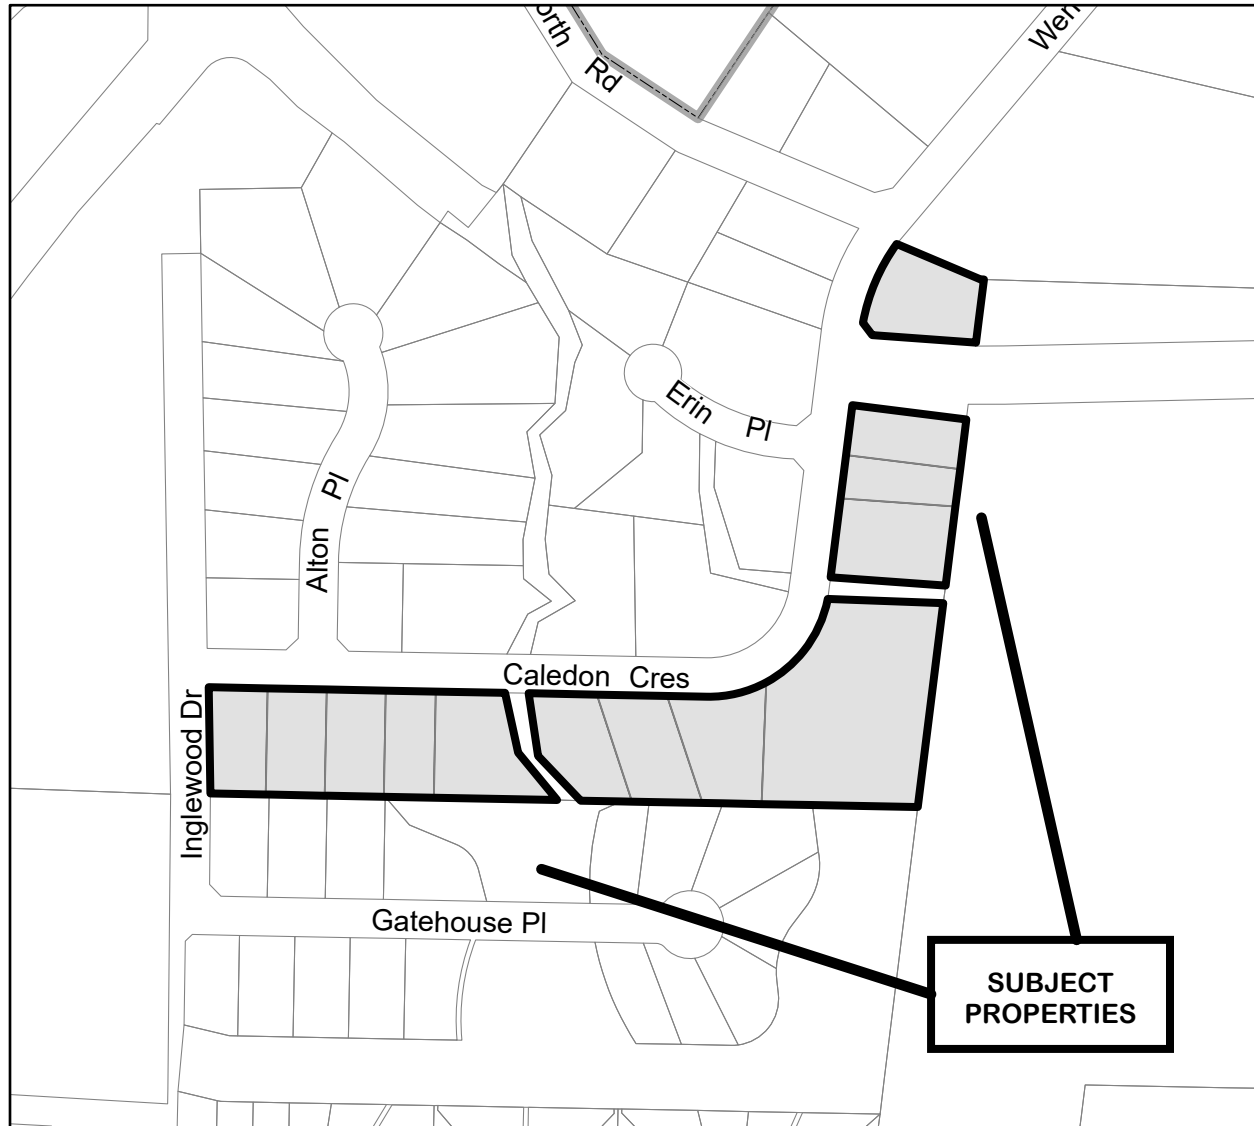 Rd
Erin Pl
Alton Pl
Caledon Cres
Inglewood Dr
Gatehouse Pl
SUBJECT
PROPERTIES